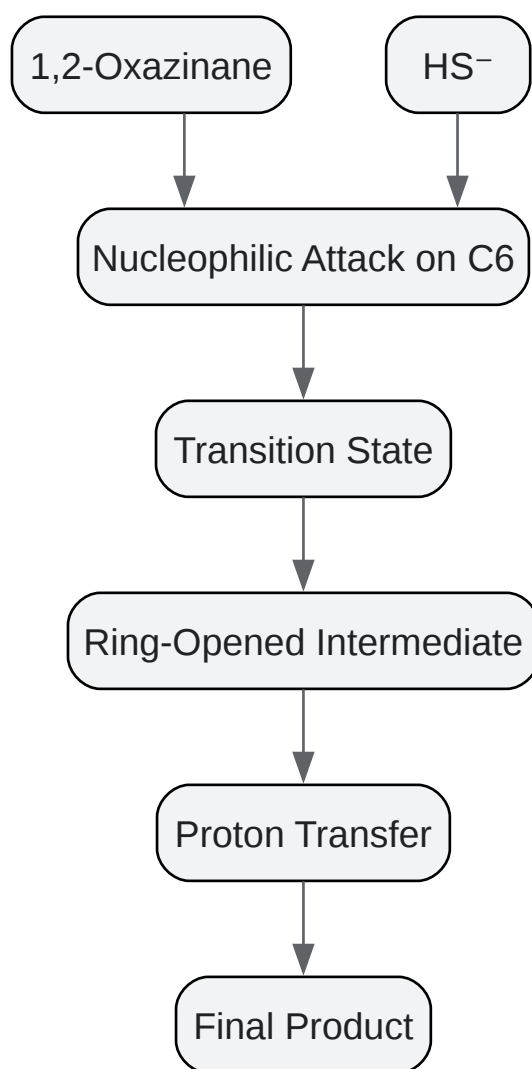 1,2-Oxazinane
HS⁻
Nucleophilic Attack on C6
Transition State
Ring-Opened Intermediate
Proton Transfer
Final Product